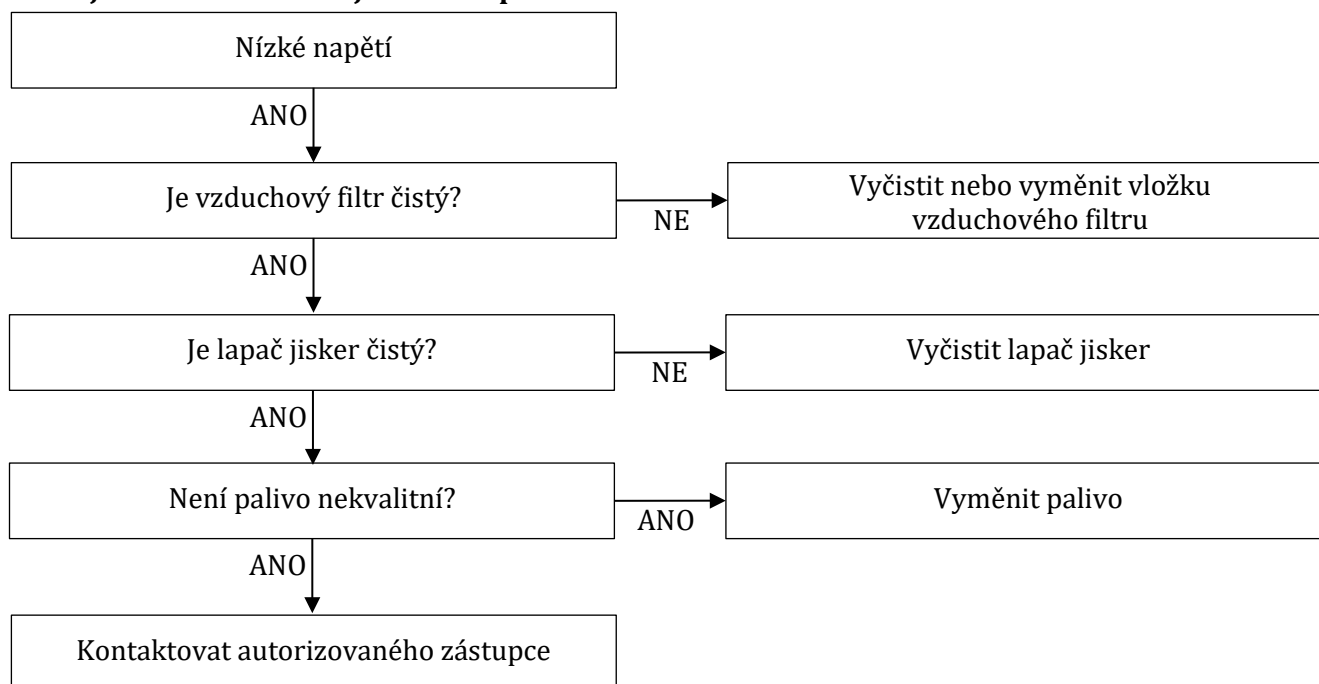 Nízké napětí
ANO
Je vzduchový filtr čistý?
NE
Vyčistit nebo vyměnit vložku
vzduchového filtru
ANO
Je lapač jisker čistý?
NE
Vyčistit lapač jisker
ANO
Není palivo nekvalitní?
ANO
Vyměnit palivo
ANO
Kontaktovat autorizovaného zástupce